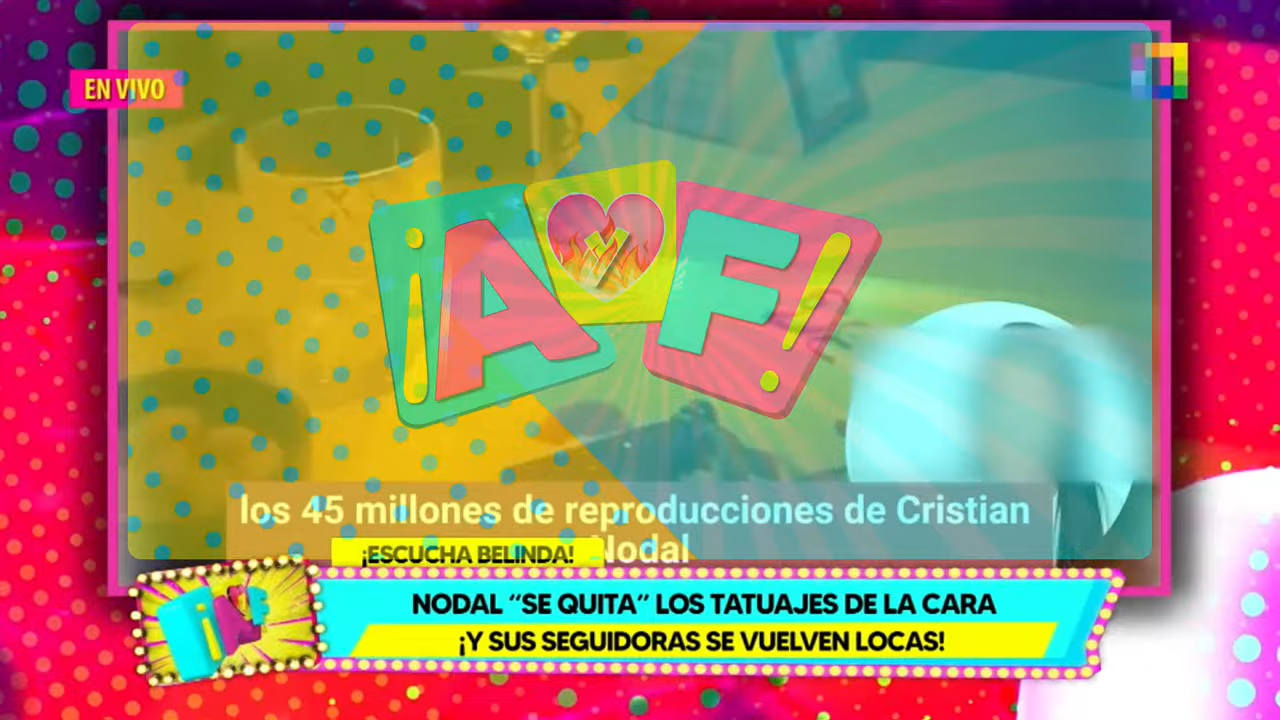 EN VIVO
¡A F!
los 45 millones de reproducciones de Cristian
Nodal
¡ESCUCHA BELINDA!
¡A F
NODAL “SE QUITA” LOS TATUAJES DE LA CARA
¡Y SUS SEGUIDORAS SE VUELVEN LOCAS!